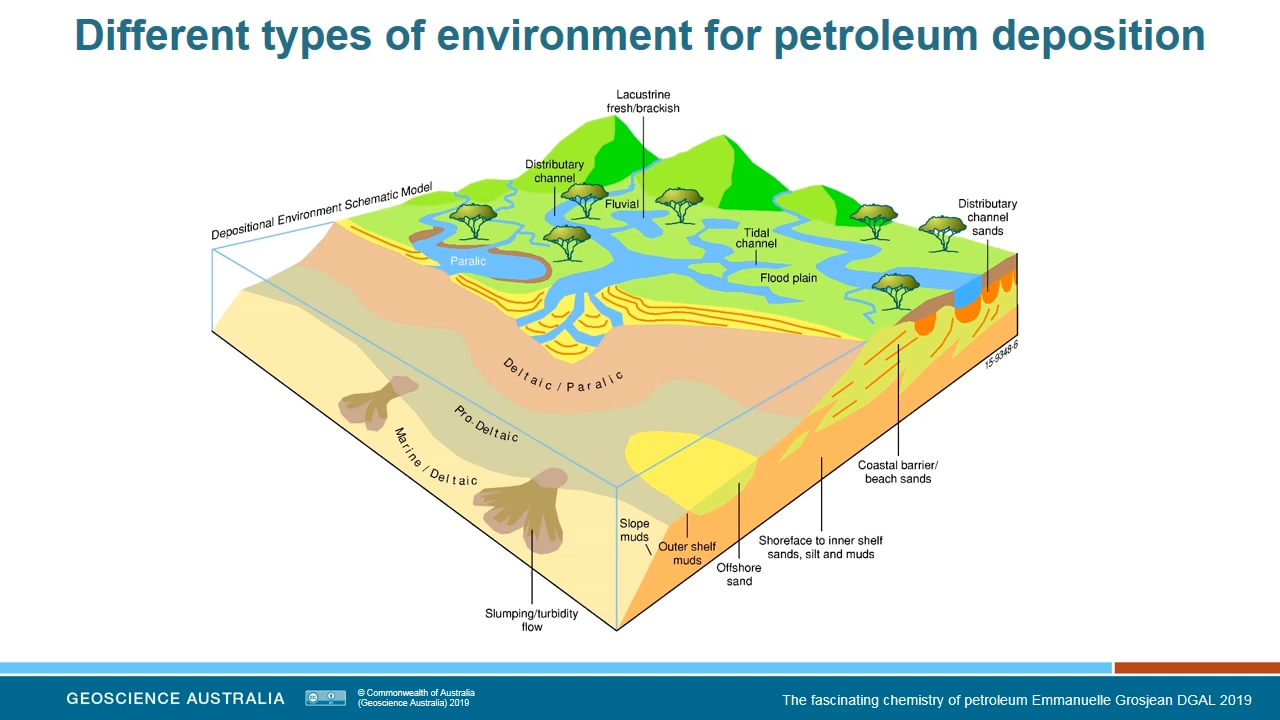 Different types of environment for petroleum deposition
Lacustrine
fresh/brackish
Distributary
channel
Fluvial
Depositional Environment Schematic Model
Distributary
channel
sands
Tidal
channel
Paralic
Flood plain
15-9348-6
Deltaic / Paralic
Pro-Deltaic
Marine / Deltaic
Coastal barrier/
beach sands
Slope
muds
Outer shelf
muds
Shoreface to inner shelf
sands, silt and muds
Offshore
sand
Slumping/turbidity
flow
GEOSCIENCE AUSTRALIA
© Commonwealth of Australia
(Geoscience Australia) 2019
The fascinating chemistry of petroleum Emmanuelle Grosjean DGAL 2019